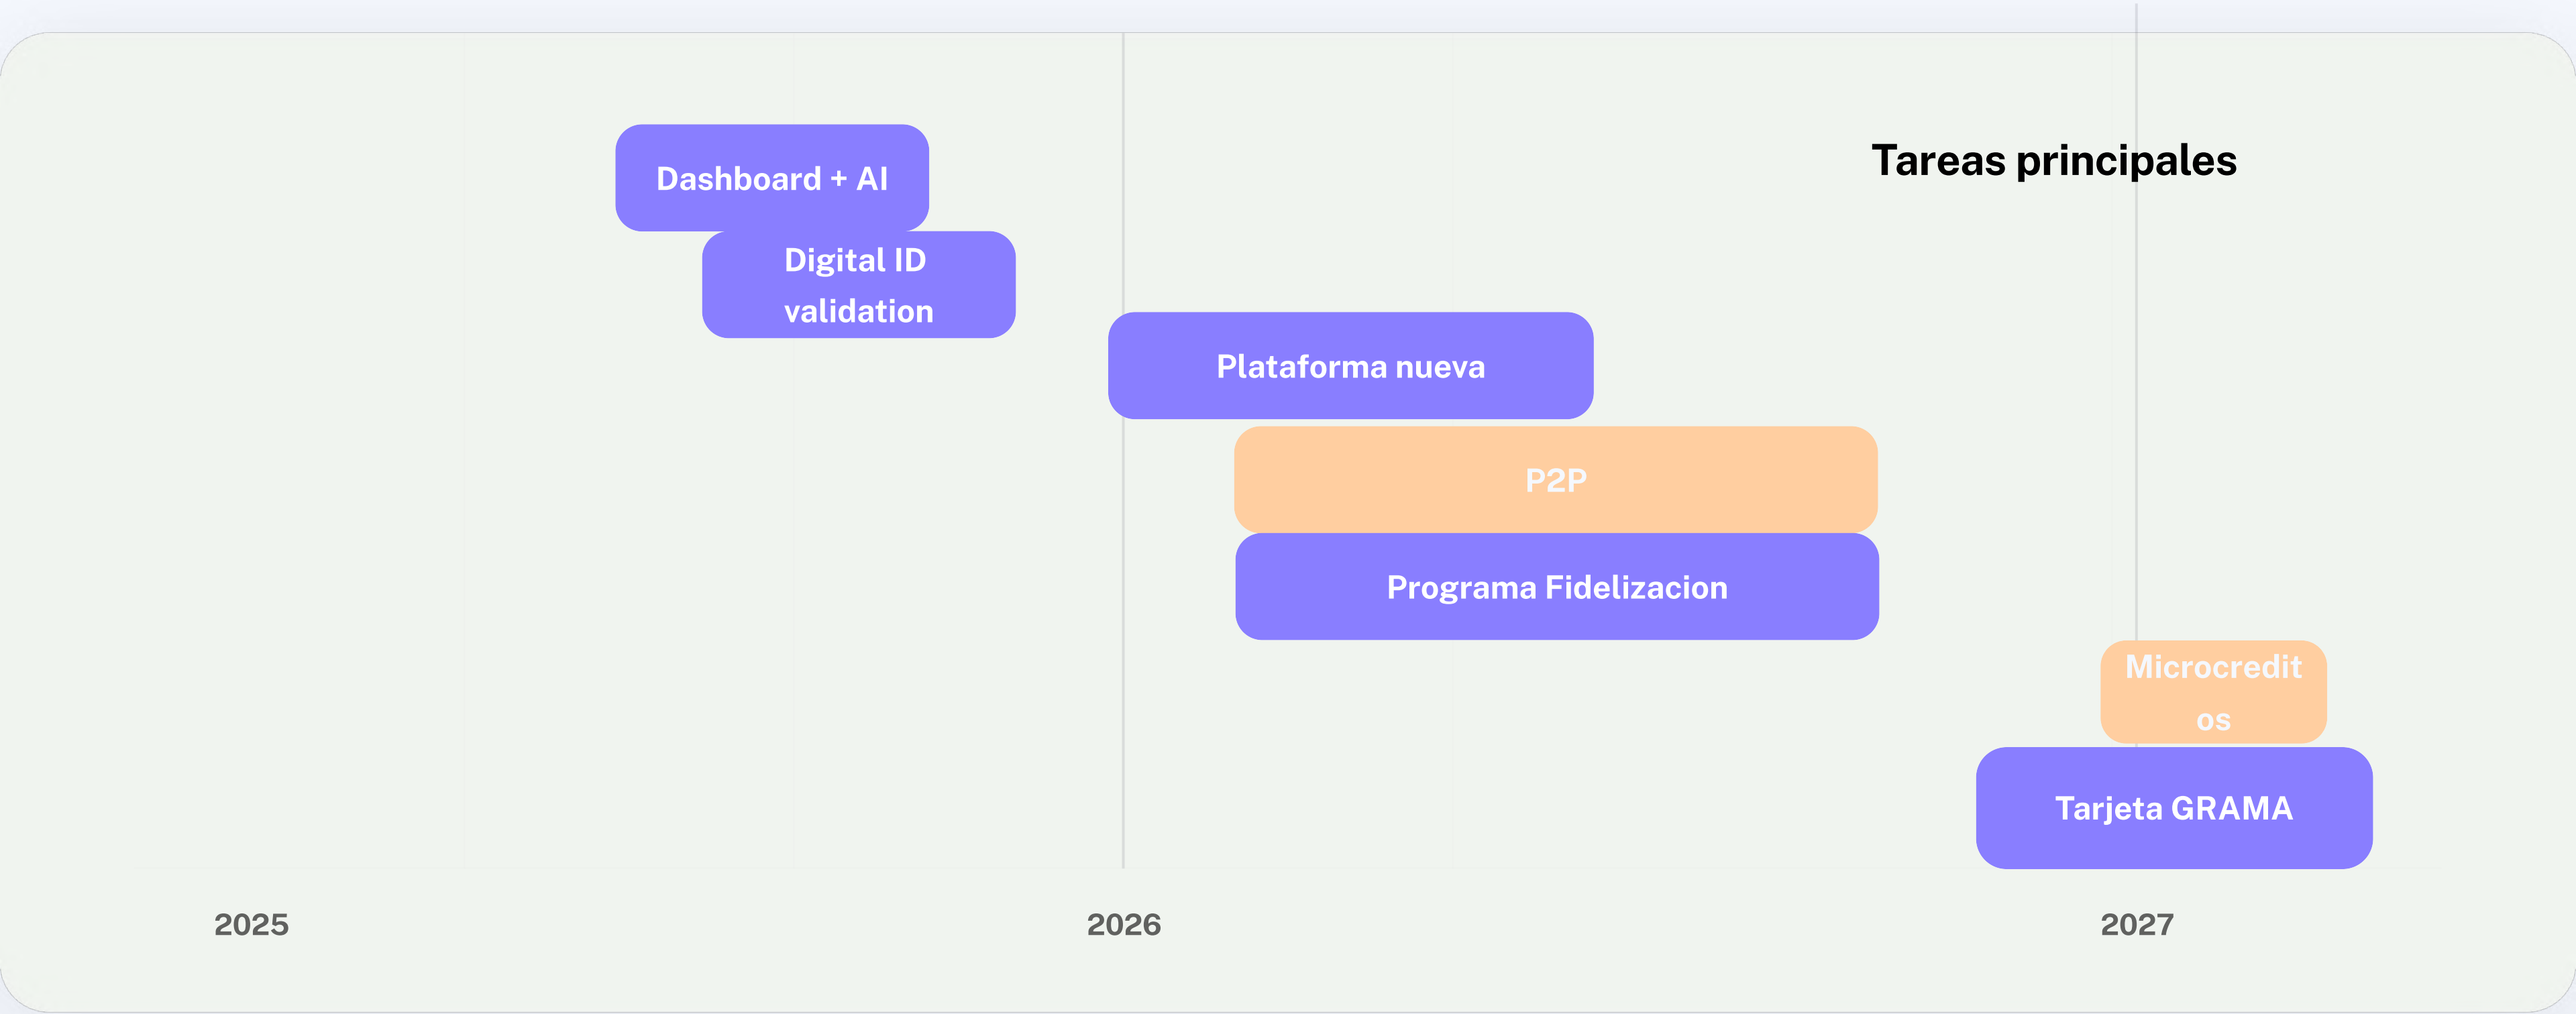 Tareas principales
Dashboard + AI
Digital ID
validation
Plataforma nueva
P2P
Programa Fidelizacion
Microcredit
os
Tarjeta GRAMA
2025
2026
2027